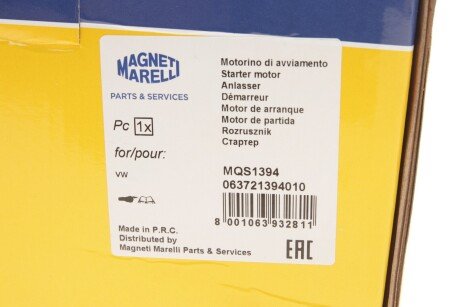 MAGNETI
MARELLI
PARTS & SERVICES
Pc 1x
for/pour:
VW
Motorino di avviamento
Starter motor
Anlasser
Démarreur
Motor de arranque
Motor de partida
Rozrusznik
Стартер
MQS1394
063721394010
8 001063 932811
Made in P.R.C.
Distributed by
Magneti Marelli Parts & Services
EAC